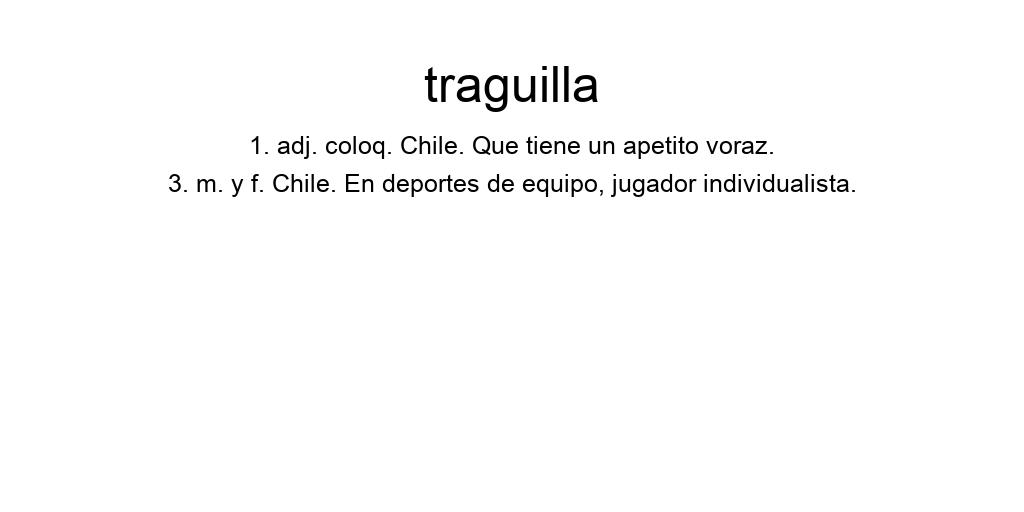 traguilla
1. adj. coloq. Chile. Que tiene un apetito voraz.
3. m. y f. Chile. En deportes de equipo, jugador individualista.